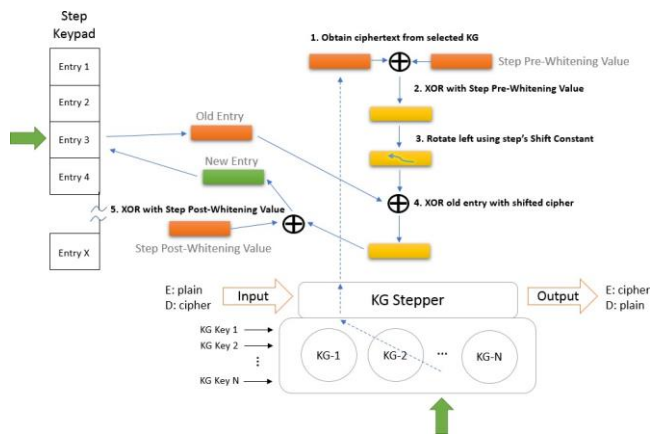 Step
Keypad
Entry 1
Entry 2
Entry 3
Entry 4
Entry X
1. Obtain ciphertext from selected KG
Step Pre-Whitening Value
2. XOR with Step Pre-Whitening Value
Old Entry
3. Rotate left using step's Shift Constant
New Entry
4. XOR old entry with shifted cipher
5. XOR with Step Post-Whitening Value
Step Post-Whitening Value
E: plain
D: cipher
Input
KG Stepper
Output
E: cipher
D: plain
KG Key 1
KG Key 2
⋮
KG Key N
KG-1
KG-2
...
KG-N